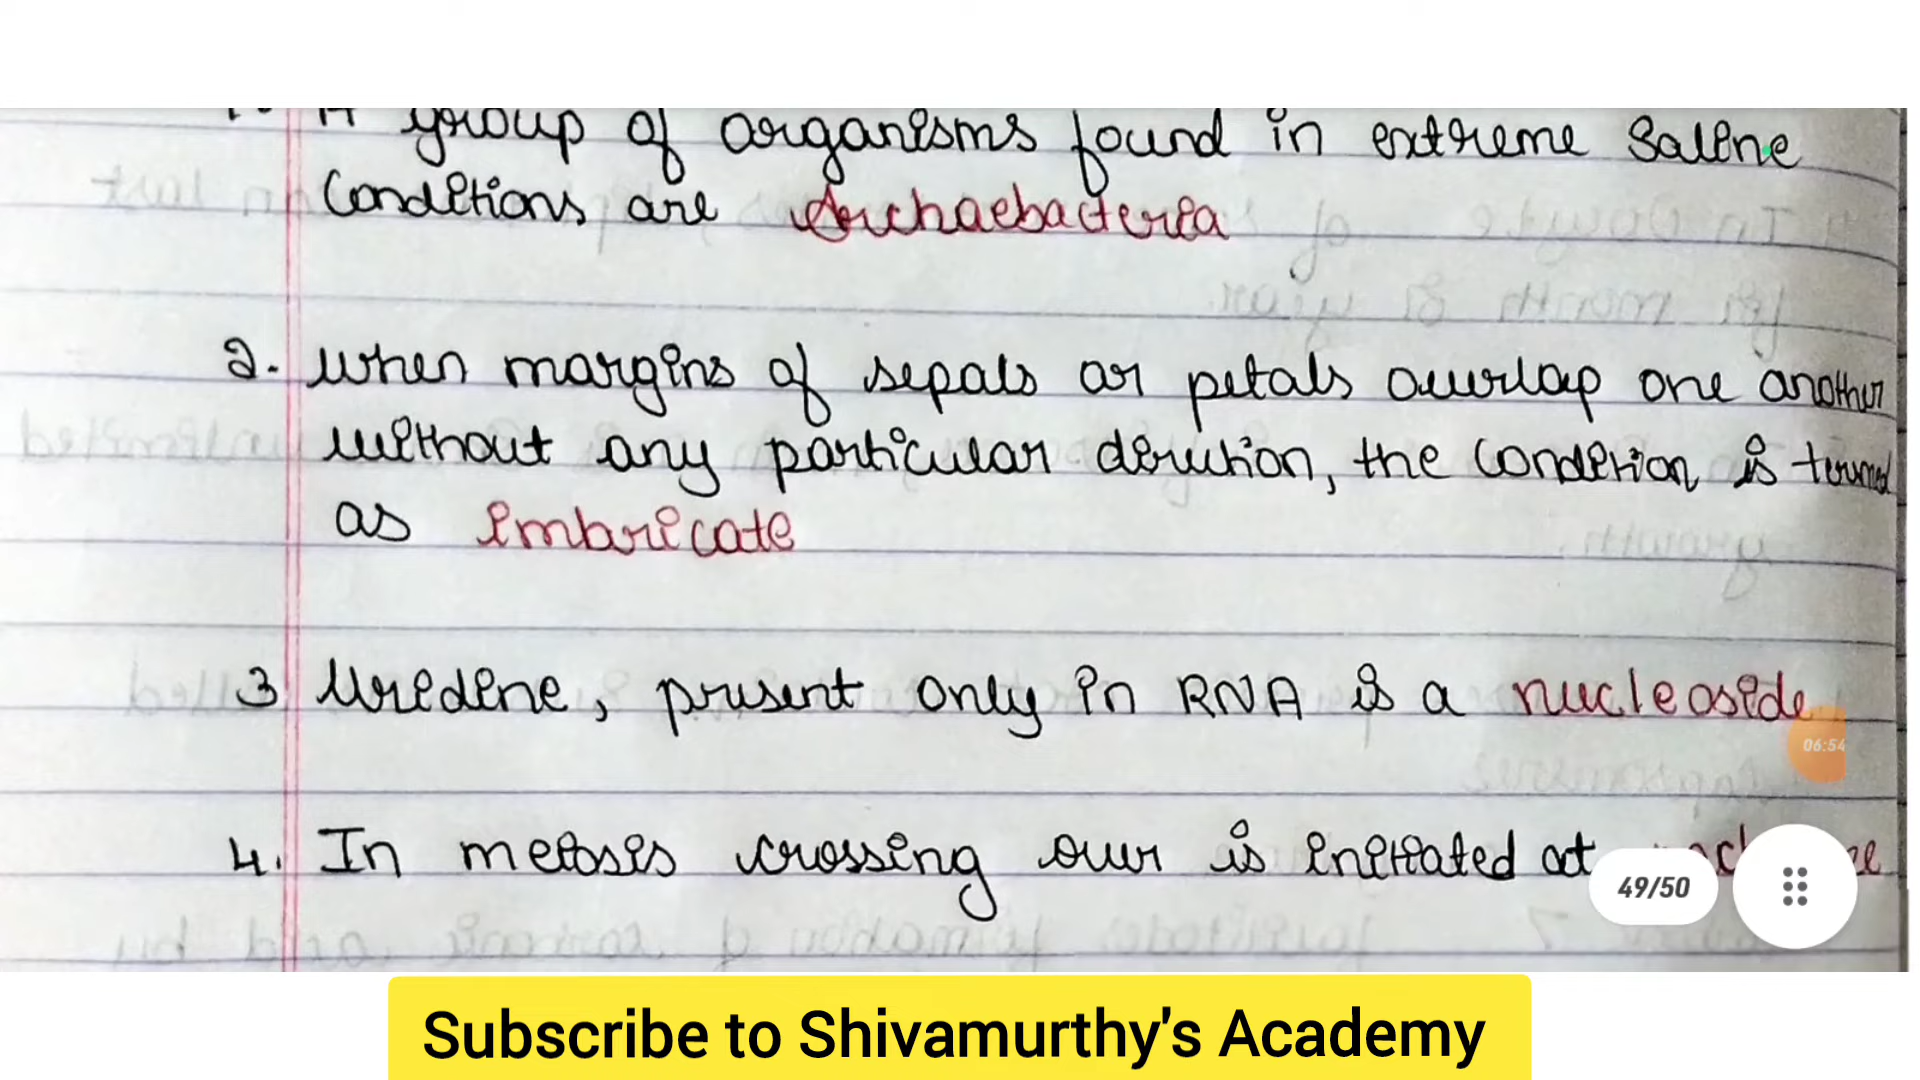 1. A group of organisms found in extreme saline
conditions are Archaebacteria
2. when margins of sepals or petals overlap one another
without any particular direction, the condition is termed
as imbricate
3 Uridine, present only in RNA is a nucleoside
06:54
4. In meiosis crossing over is initiated at
49/50
Subscribe to Shivamurthy's Academy